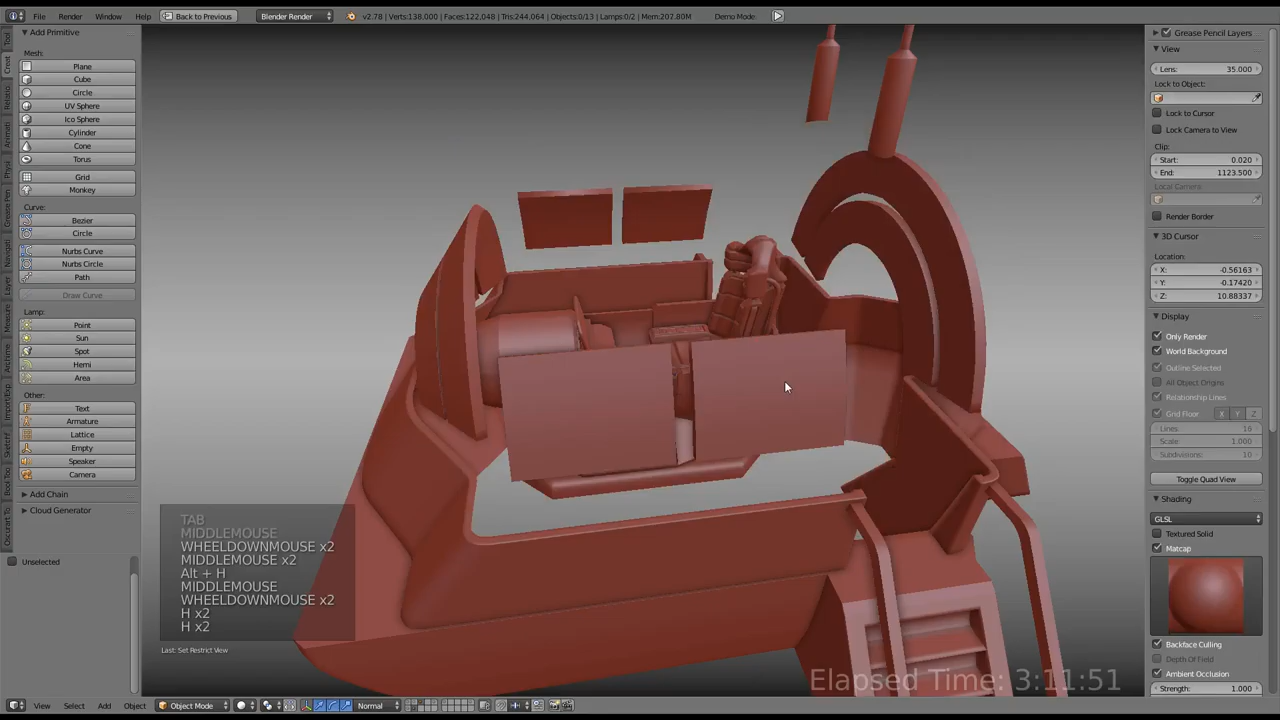 File Render Window Help Back to Previous Blender Render v2.78 | Verts:138,000 | Faces:122,048 | Tris:244,064 | Objects:0/13 | Lamps:0/2 | Mem:207.80M Demo Mode:
Add Primitive
Mesh:
Plane
Cube
Circle
UV Sphere
Ico Sphere
Cylinder
Cone
Torus
Grid
Monkey
Curve:
Bezier
Circle
Nurbs Curve
Nurbs Circle
Path
Draw Curve
Lamp:
Point
Sun
Spot
Hemi
Area
Other:
Text
Armature
Lattice
Empty
Speaker
Camera
Add Chain
Cloud Generator
Unselected
TAB
MIDDLEMOUSE
WHEELDOWNMOUSE x2
MIDDLEMOUSE x2
Alt + H
MIDDLEMOUSE
WHEELDOWNMOUSE x2
H x2
H x2
Last: Set Restrict View
Elapsed Time: 3:11:51
Grease Pencil Layers
View
Lens: 35.000
Lock to Object:
Lock to Cursor
Lock Camera to View
Clip:
Start: 0.020
End: 1123.500
Local Camera:
Render Border
3D Cursor
Location:
X: -0.56163
Y: -0.17420
Z: 10.88337
Display
Only Render
World Background
Outline Selected
All Object Origins
Relationship Lines
Grid Floor X Y Z
Lines: 16
Scale: 1.000
Subdivisions: 10
Toggle Quad View
Shading
GLSL
Textured Solid
Matcap
Backface Culling
Depth Of Field
Ambient Occlusion
Strength: 1.000
View Select Add Object Object Mode Normal